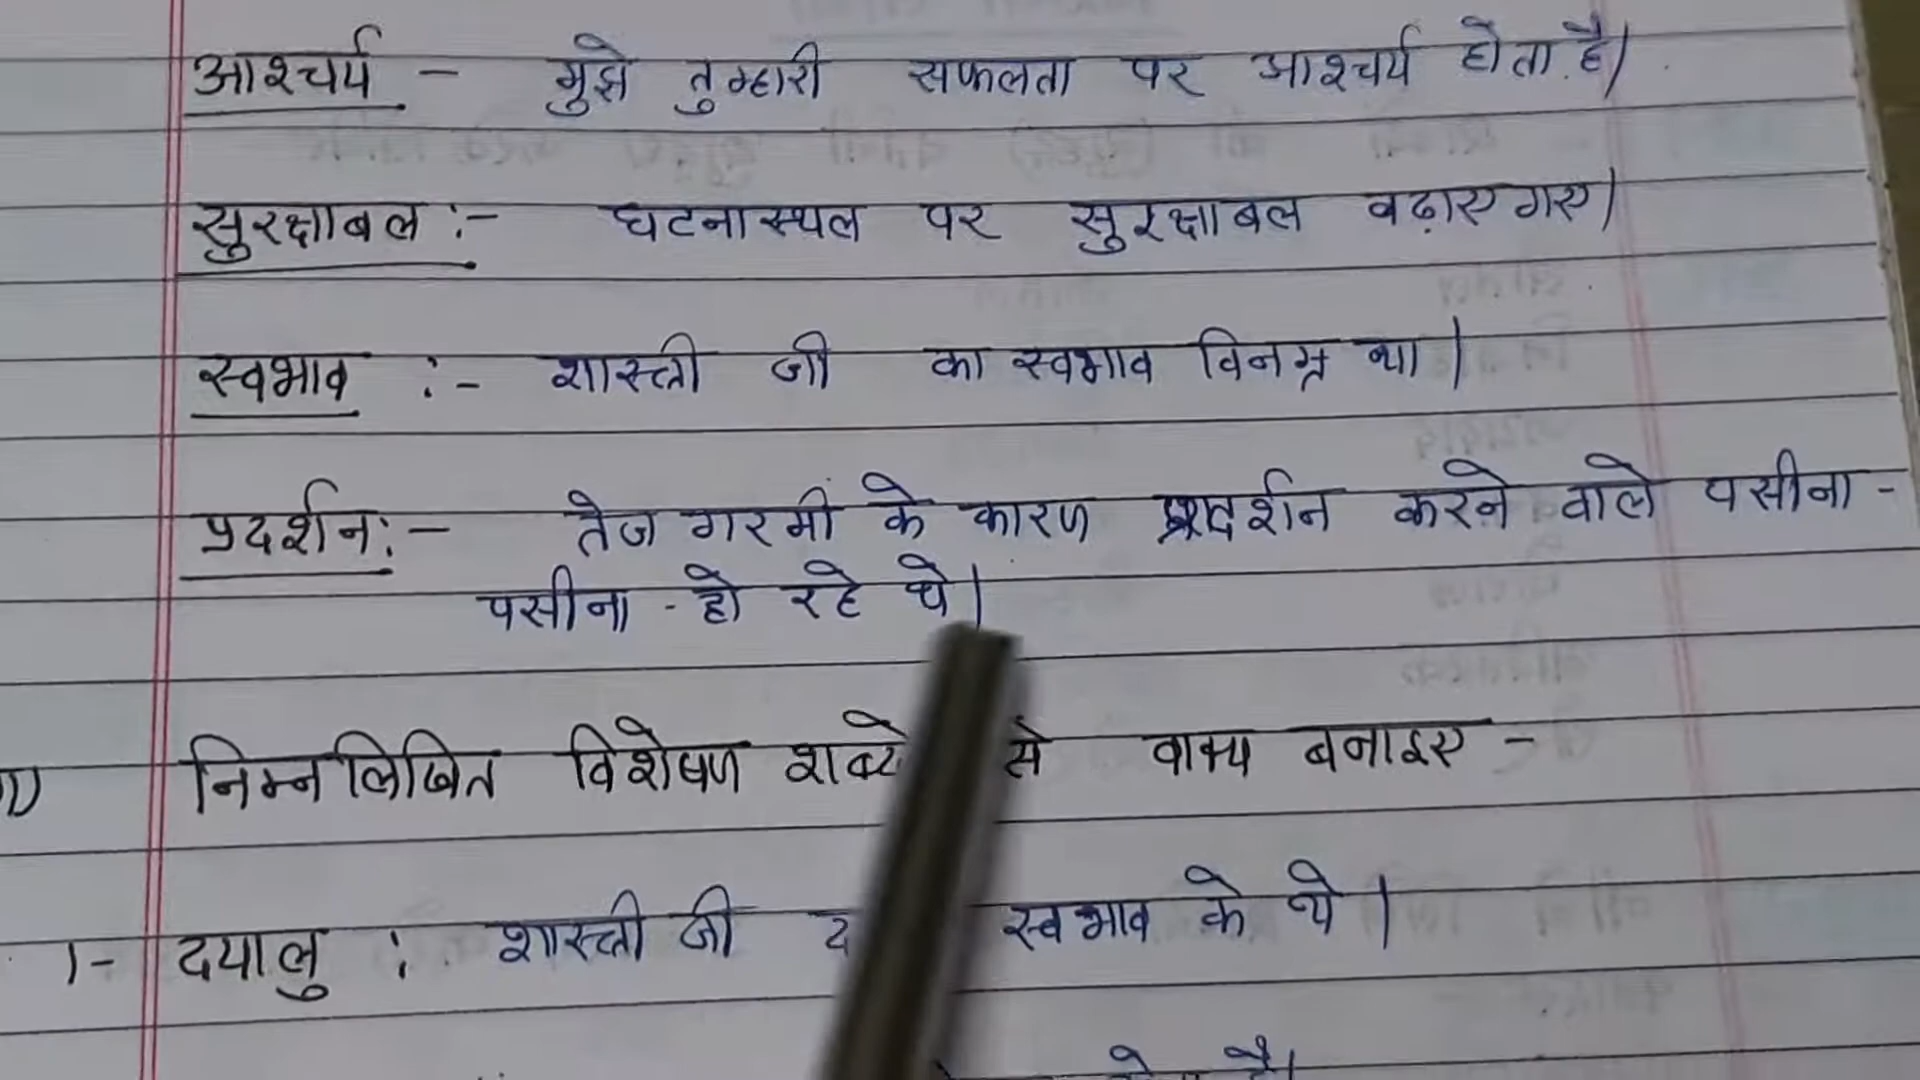 आश्चर्य - मुझे तुम्हारी सफलता पर आश्चर्य होता है।
सुरक्षाबल :- घटनास्थल पर सुरक्षाबल बढ़ाए गए।
स्वभाव :- शास्त्री जी का स्वभाव विनम्र था।
प्रदर्शन:- तेज गरमी के कारण प्रदर्शन करने वाले पसीना -
पसीना - हो रहे थे।
निम्नलिखित विशेषण से वाक्य बनाइए -
1- दयालु : शास्त्री जी स्वभाव के थे।